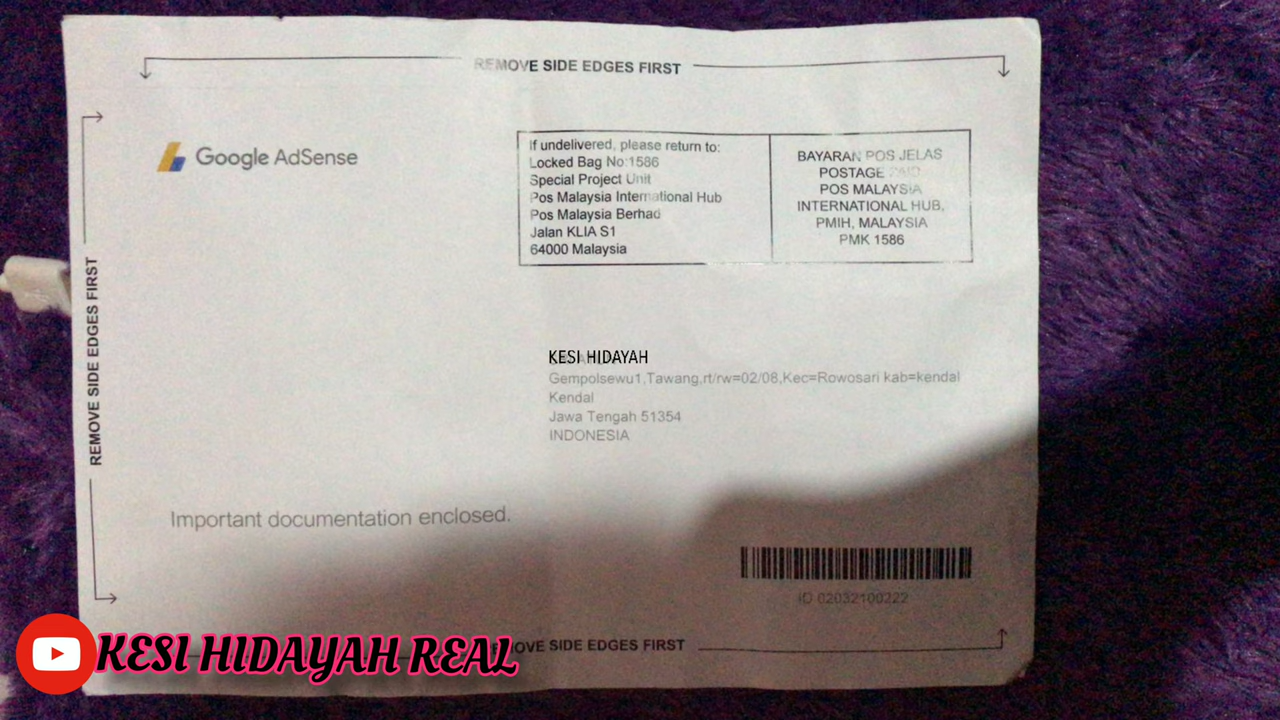 REMOVE SIDE EDGES FIRST
Google AdSense
If undelivered, please return to:
Locked Bag No:1586
Special Project Unit
Pos Malaysia International Hub
Pos Malaysia Berhad
Jalan KLIA S1
64000 Malaysia
BAYARAN POS JELAS
POSTAGE PAID
POS MALAYSIA
INTERNATIONAL HUB,
PMIH, MALAYSIA
PMK 1586
REMOVE SIDE EDGES FIRST
KESI HIDAYAH
Gempolsewu1,Tawang,rt/rw=02/08,Kec=Rowosari kab=kendal
Kendal
Jawa Tengah 51354
INDONESIA
Important documentation enclosed.
ID 02032100222
REMOVE SIDE EDGES FIRST
KESI HIDAYAH REAL